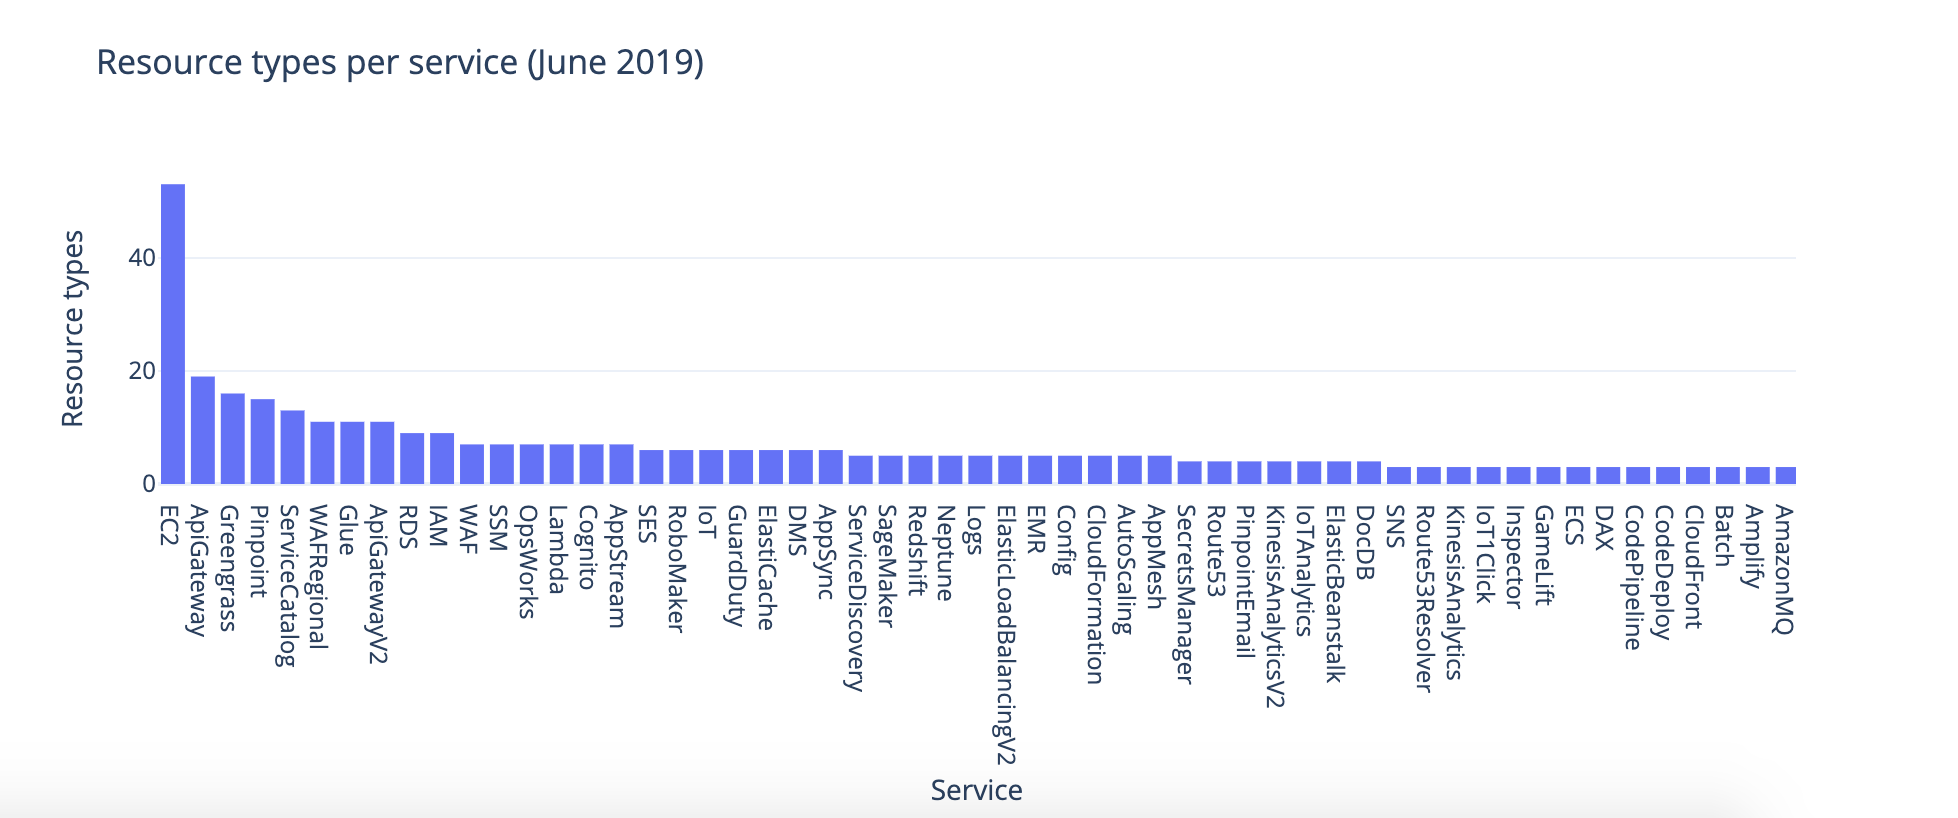 Resource types per service (June 2019)
Resource types
40
20
0
EC2
ApiGateway
Greengrass
Pinpoint
ServiceCatalog
WAFRegional
Glue
ApiGatewayV2
RDS
IAM
WAF
SSM
OpsWorks
Lambda
Cognito
AppStream
SES
RoboMaker
IoT
GuardDuty
ElastiCache
DMS
AppSync
ServiceDiscovery
SageMaker
Redshift
Neptune
Logs
ElasticLoadBalancingV2
EMR
Config
CloudFormation
AutoScaling
AppMesh
SecretsManager
Route53
PinpointEmail
KinesisAnalyticsV2
IoTAnalytics
ElasticBeanstalk
DocDB
SNS
Route53Resolver
KinesisAnalytics
IoT1Click
Inspector
GameLift
ECS
DAX
CodePipeline
CodeDeploy
CloudFront
Batch
Amplify
AmazonMQ
Service